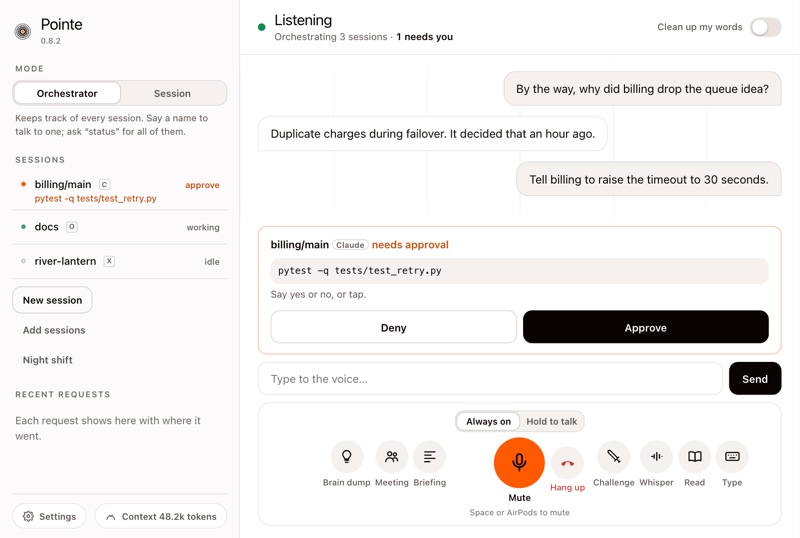 Pointe
0.8.2
MODE
Orchestrator
Session
Keeps track of every session. Say a name to
talk to one; ask “status” for all of them.
SESSIONS
billing/main C approve
pytest -q tests/test_retry.py
docs O working
river-lantern X idle
New session
Add sessions
Night shift
RECENT REQUESTS
Each request shows here with where it
went.
Settings
Context 48.2k tokens
Listening
Orchestrating 3 sessions · 1 needs you
Clean up my words
By the way, why did billing drop the queue idea?
Duplicate charges during failover. It decided that an hour ago.
Tell billing to raise the timeout to 30 seconds.
billing/main Claude needs approval
pytest -q tests/test_retry.py
Say yes or no, or tap.
Deny
Approve
Type to the voice...
Send
Always on
Hold to talk
Brain dump
Meeting
Briefing
Mute
Hang up
Challenge
Whisper
Read
Type
Space or AirPods to mute